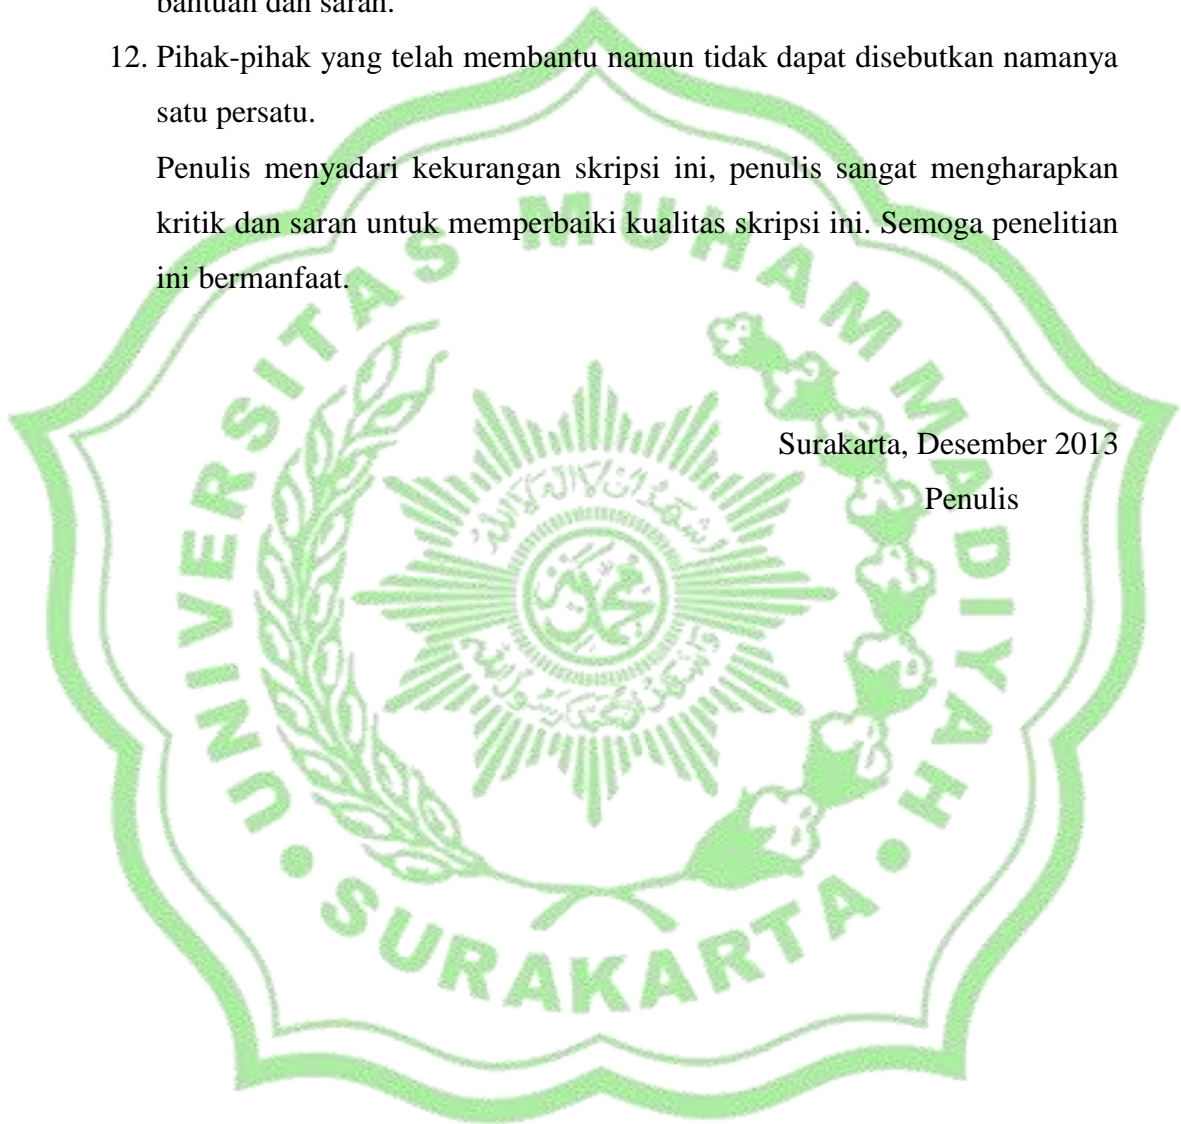 bantuan dan saran.
12. Pihak-pihak yang telah membantu namun tidak dapat disebutkan namanya
satu persatu.
Penulis menyadari kekurangan skripsi ini, penulis sangat mengharapkan
kritik dan saran untuk memperbaiki kualitas skripsi ini. Semoga penelitian
ini bermanfaat.
Surakarta, Desember 2013
Penulis
UNIVERSITAS MUHAMMADIYAH
SURAKARTA